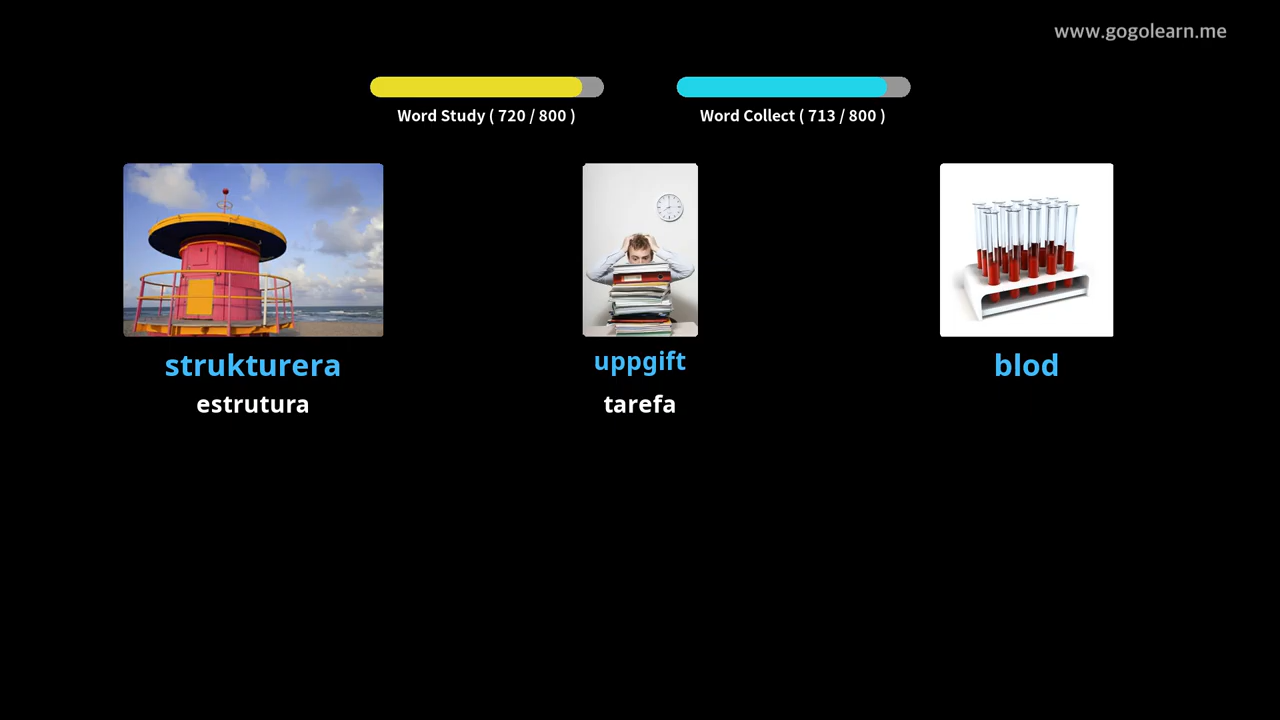 www.gogolearn.me
Word Study ( 720 / 800 )
Word Collect ( 713 / 800 )
strukturera
estrutura
uppgift
tarefa
blod